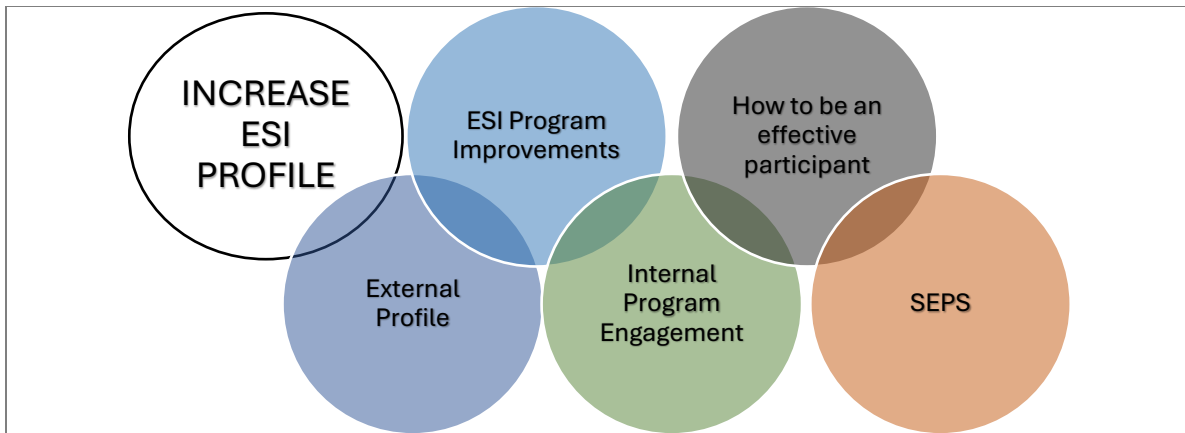 INCREASE
ESI
PROFILE
ESI Program
Improvements
How to be an
effective
participant
External
Profile
Internal
Program
Engagement
SEPS